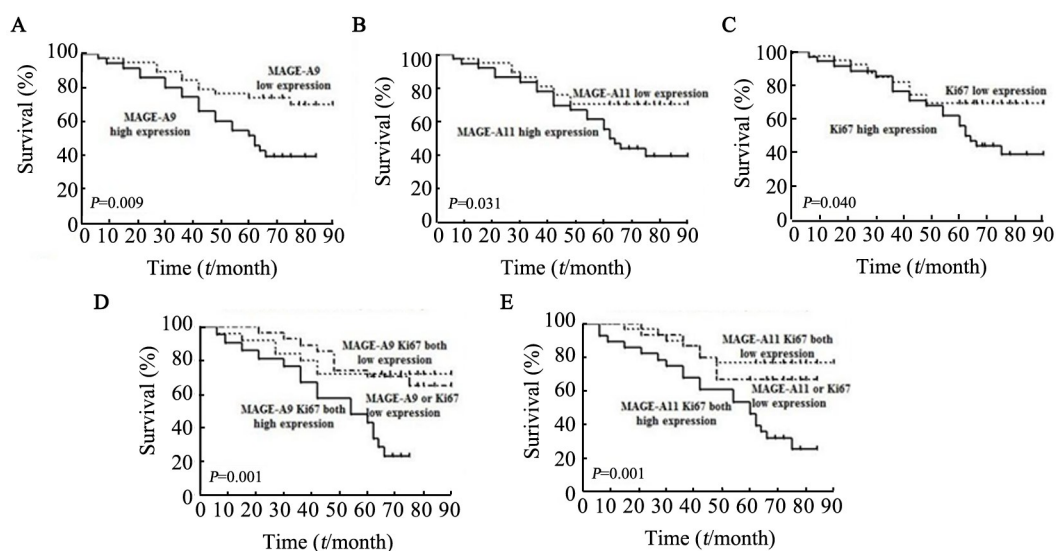 A
Survival (%)
100
80
60
40
20
0
MAGE-A9
low expression
MAGE-A9
high expression
P=0.009
0 10 20 30 40 50 60 70 80 90
Time (t/month)
B
Survival (%)
100
80
60
40
20
0
MAGE-A11 low expression
MAGE-A11 high expression
P=0.031
0 10 20 30 40 50 60 70 80 90
Time (t/month)
C
Survival (%)
100
80
60
40
20
0
Ki67 low expression
Ki67 high expression
P=0.040
0 10 20 30 40 50 60 70 80 90
Time (t/month)
D
Survival (%)
100
80
60
40
20
0
MAGE-A9 Ki67 both
low expression
MAGE-A9 or Ki67
low expression
MAGE-A9 Ki67 both
high expression
P=0.001
0 10 20 30 40 50 60 70 80 90
Time (t/month)
E
Surival (%)
100
80
60
40
20
0
MAGE-A11 Ki67 both
low expression
MAGE-A11 or Ki67
low expression
MAGE-A11 Ki67 both
high expression
P=0.001
0 10 20 30 40 50 60 70 80 90
Time (t/month)